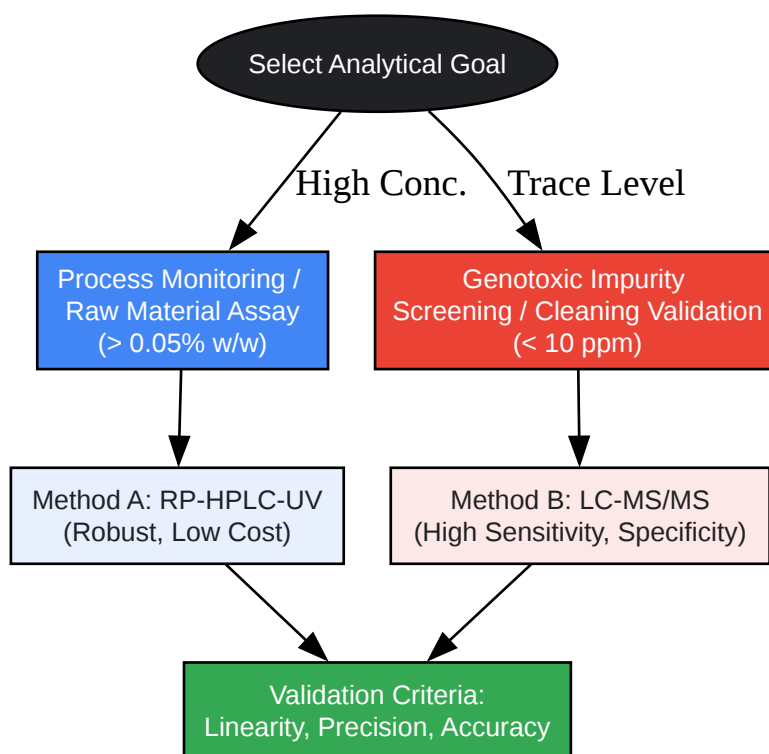 Select Analytical Goal
High Conc.
Trace Level
Process Monitoring /
Raw Material Assay
(> 0.05% w/w)
Genotoxic Impurity
Screening / Cleaning Validation
(< 10 ppm)
Method A: RP-HPLC-UV
(Robust, Low Cost)
Method B: LC-MS/MS
(High Sensitivity, Specificity)
Validation Criteria:
Linearity, Precision, Accuracy